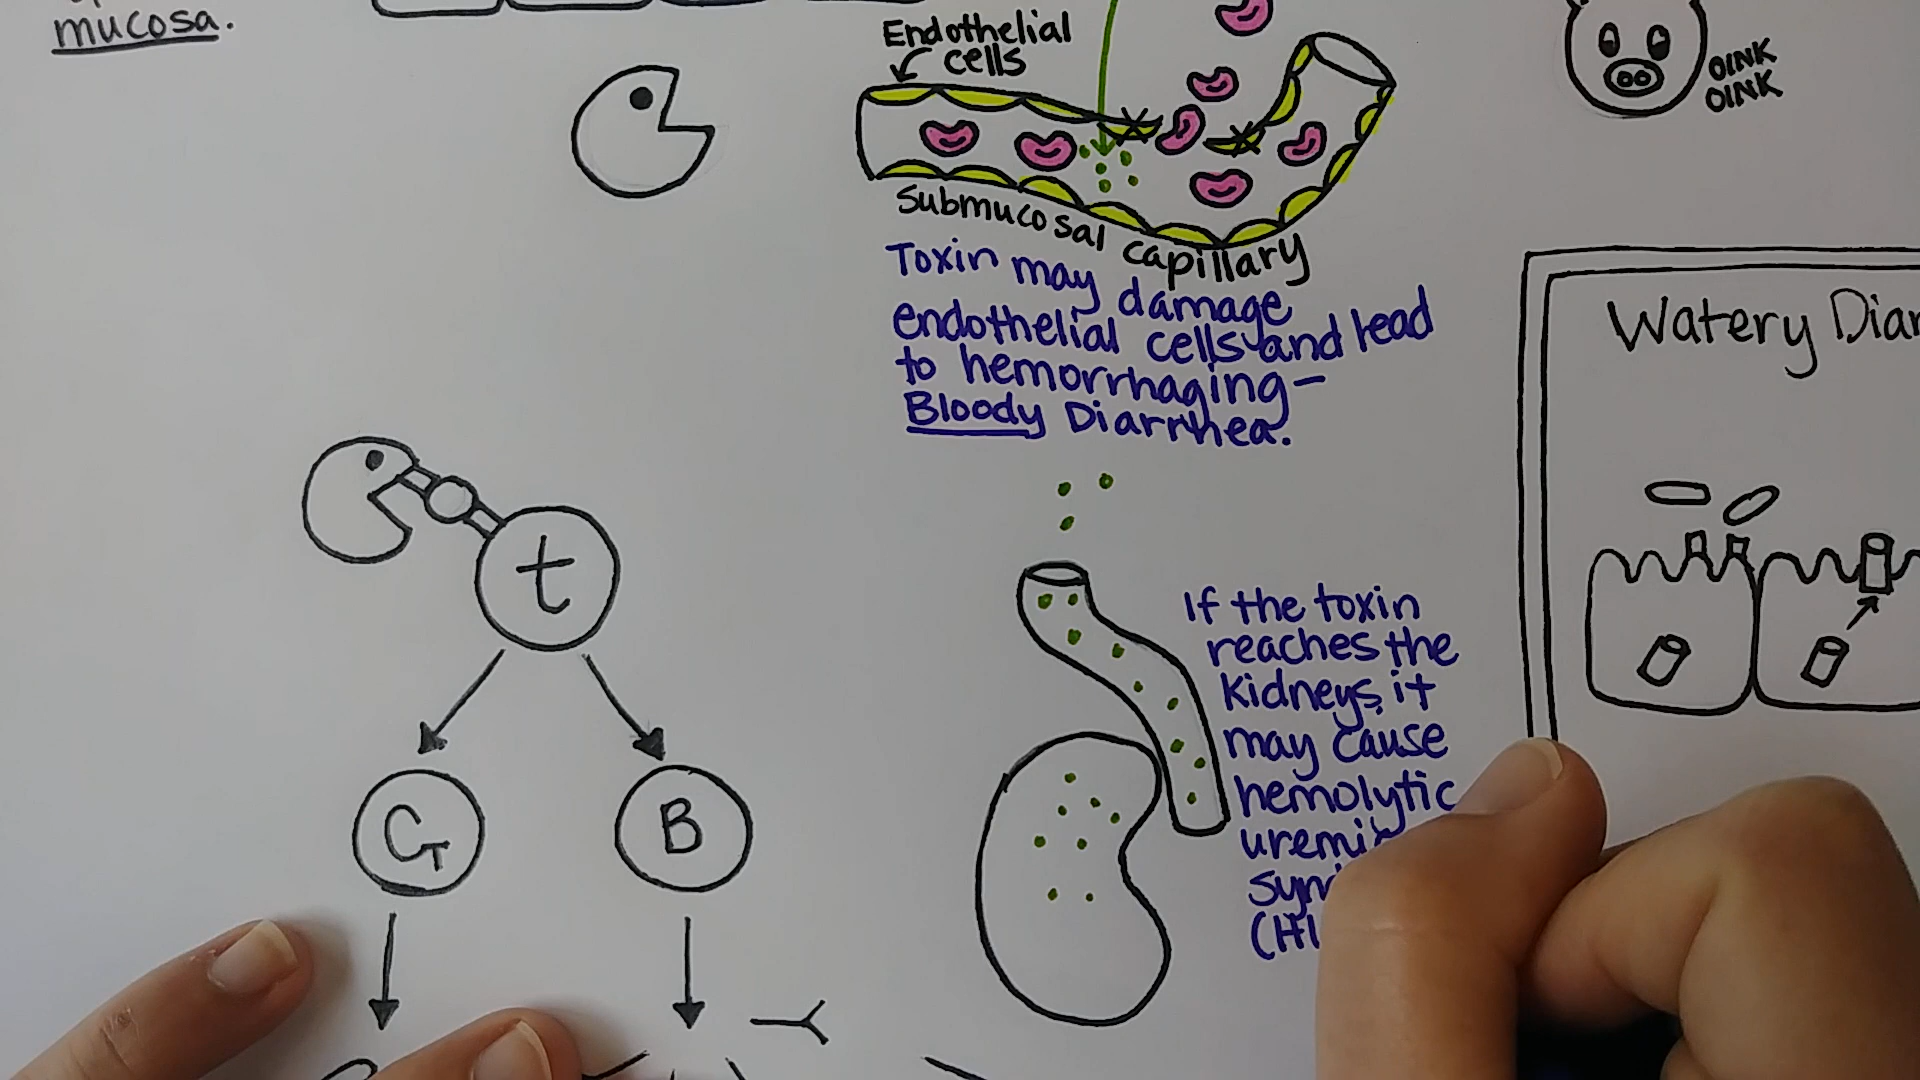 mucosa.
Endothelial
cells
OINK
OINK
Submucosal capillary
Toxin may damage
endothelial cells and lead
to hemorrhaging-
Bloody Diarrhea.
Watery
t
If the toxin
reaches the
kidneys, it
may cause
hemolytic
B